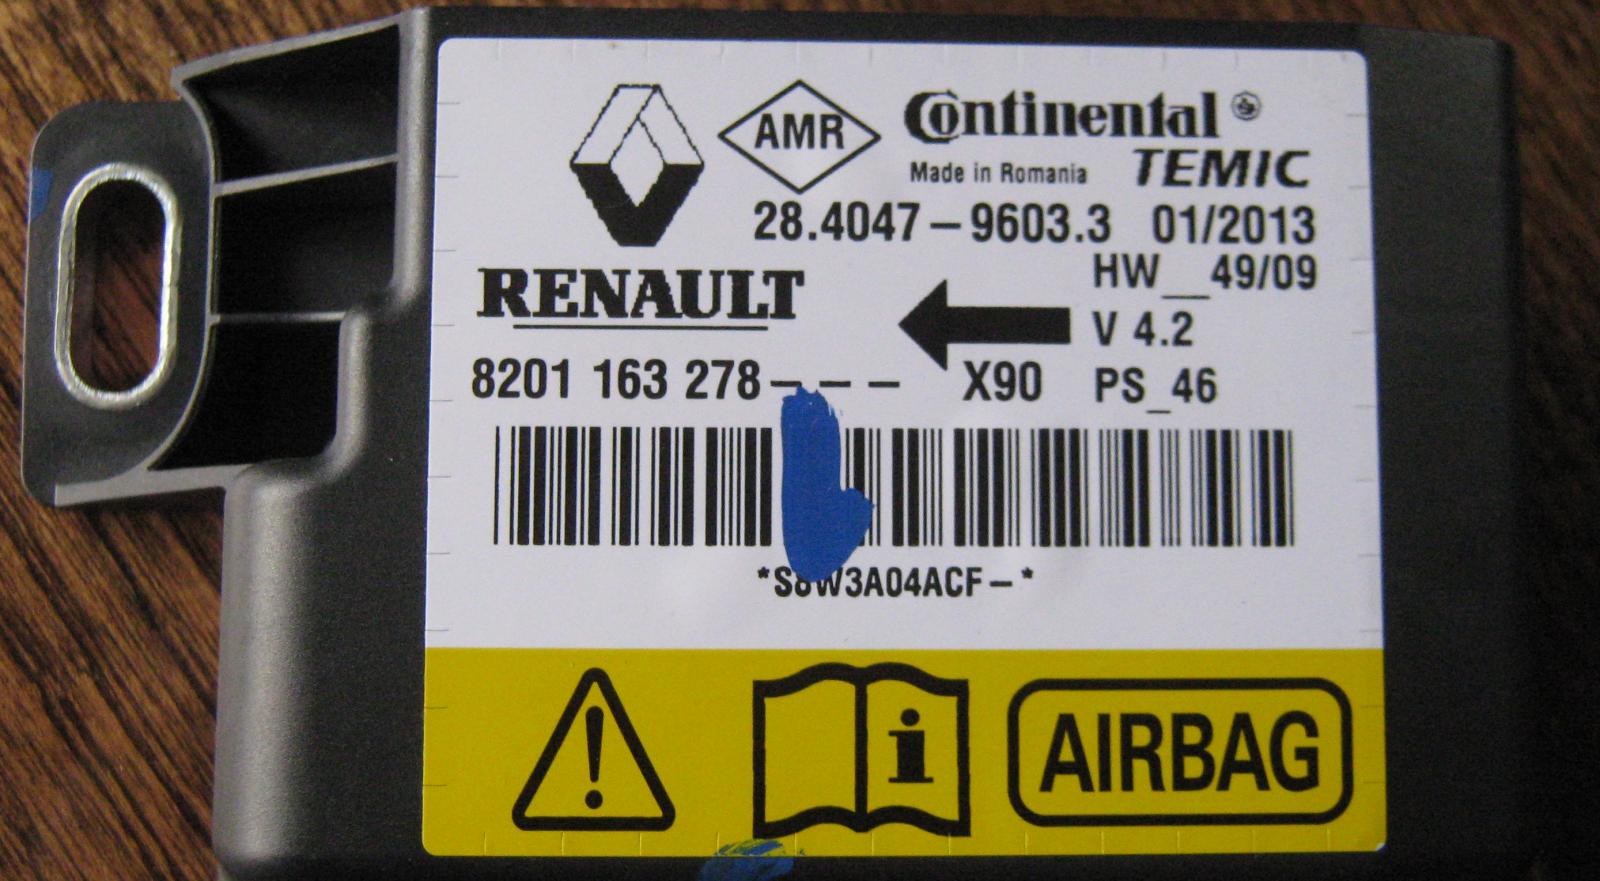 AMR
Continental
Made in Romania TEMIC
28.4047-9603.3 01/2013
HW__49/09
RENAULT
V 4.2
8201 163 278--- X90 PS_46
*S8W3A04ACF-*
i
AIRBAG